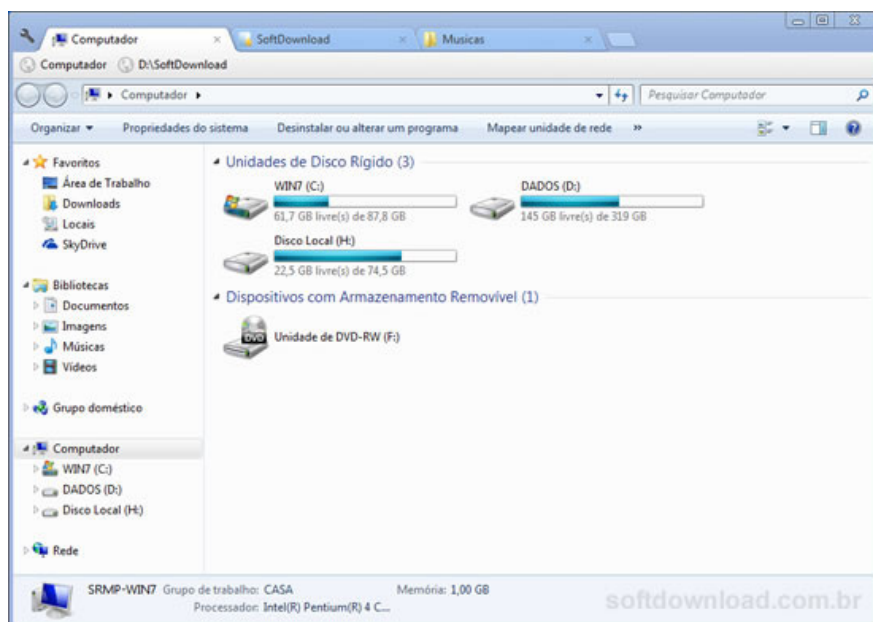 Computador SoftDownload Musicas
Computador D:\SoftDownload
Computador Pesquisar Computador
Organizar Propriedades do sistema Desinstalar ou alterar um programa Mapear unidade de rede »
Favoritos
Área de Trabalho
Downloads
Locais
SkyDrive
Bibliotecas
Documentos
Imagens
Músicas
Vídeos
Grupo doméstico
Computador
WIN7 (C:)
DADOS (D:)
Disco Local (H:)
Rede
Unidades de Disco Rígido (3)
WIN7 (C:)
61,7 GB livre(s) de 87,8 GB
DADOS (D:)
145 GB livre(s) de 319 GB
Disco Local (H:)
22,5 GB livre(s) de 74,5 GB
Dispositivos com Armazenamento Removível (1)
DVD
Unidade de DVD-RW (F:)
SRMP-WIN7 Grupo de trabalho: CASA Memória: 1,00 GB
Processador: Intel(R) Pentium(R) 4 C...
softdownload.com.br